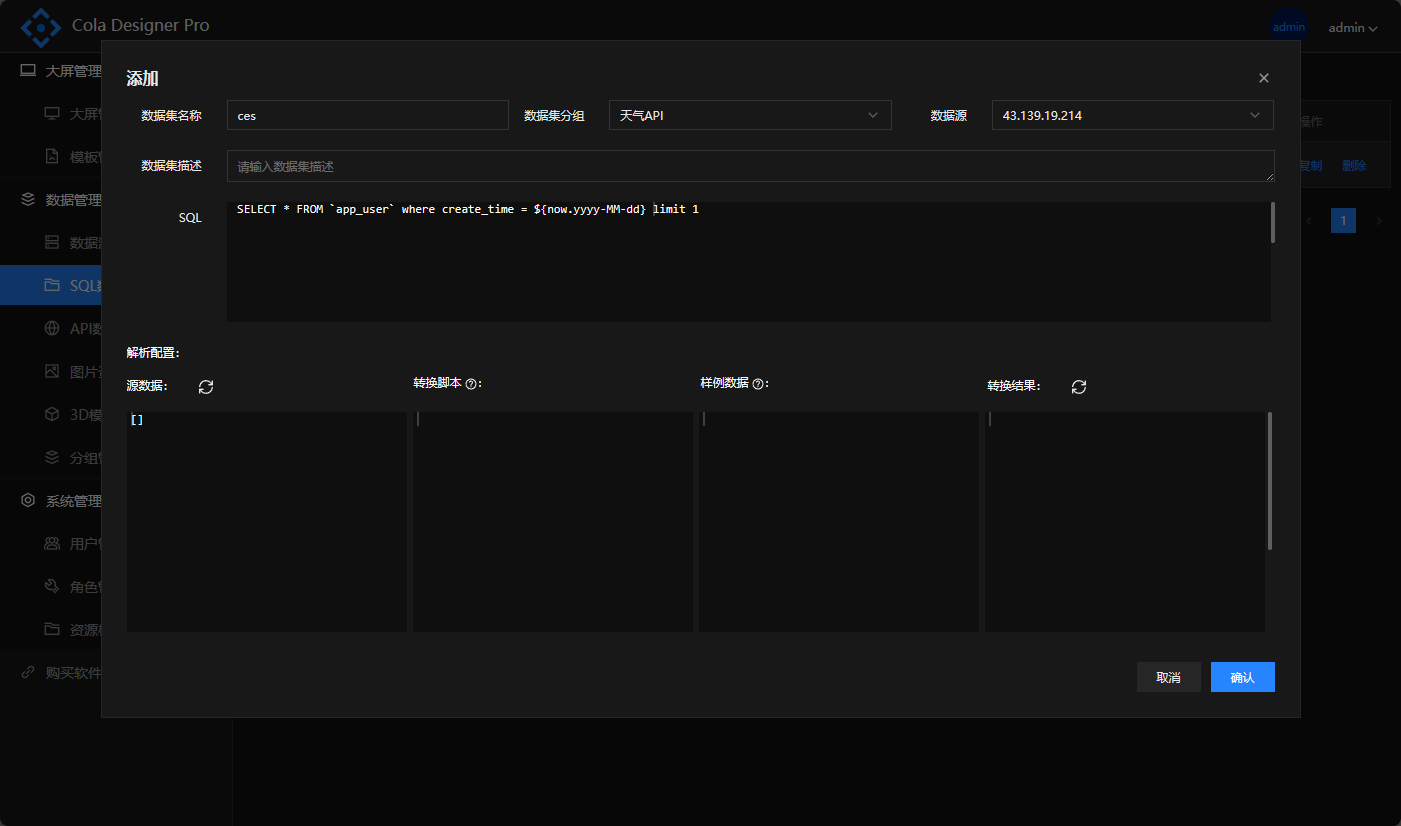 Cola Designer Pro
admin
admin
大屏管理
添加
数据集名称
ces
数据集分组
天气API
数据源
43.139.19.214
操作
大屏
数据集描述
请输入数据集描述
模板
复制
删除
数据管理
SQL
SELECT * FROM `app_user` where create_time = ${now.yyyy-MM-dd} limit 1
1
数据
SQL
API
解析配置:
源数据:
转换脚本 :
样例数据 :
转换结果:
图片
[]
3D模
分组
系统管理
用户
角色
资源
购买软件
取消
确认